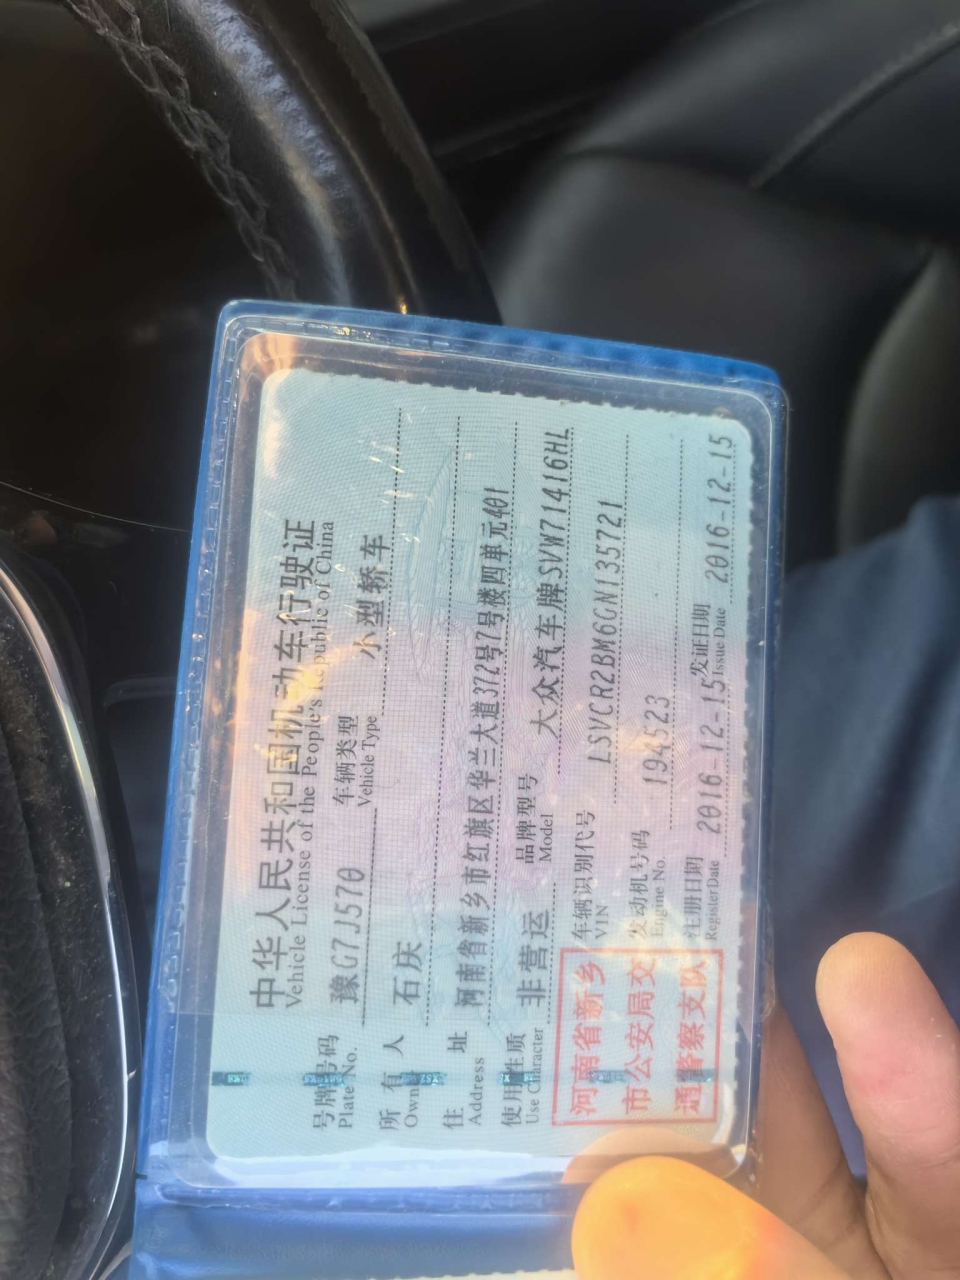 中华人民共和国机动车行驶证
Vehicle License of the People's Republic of China
号牌号码 豫G7J570 车辆类型 小型轿车
Plate No. Vehicle Type
所有人 石庆
Owner
住址 河南省新乡市红旗区华兰大道372号7号楼四单元401
Address
使用性质 非营运 品牌型号 大众汽车牌SVW71416HL
Use Character Model
河南省新乡市公安局交通警察支队
车辆识别代号 LSVCR2BM6GN135721
VIN
发动机号码 194523
Engine No.
注册日期 2016-12-15 发证日期 2016-12-15
Register Date Issue Date